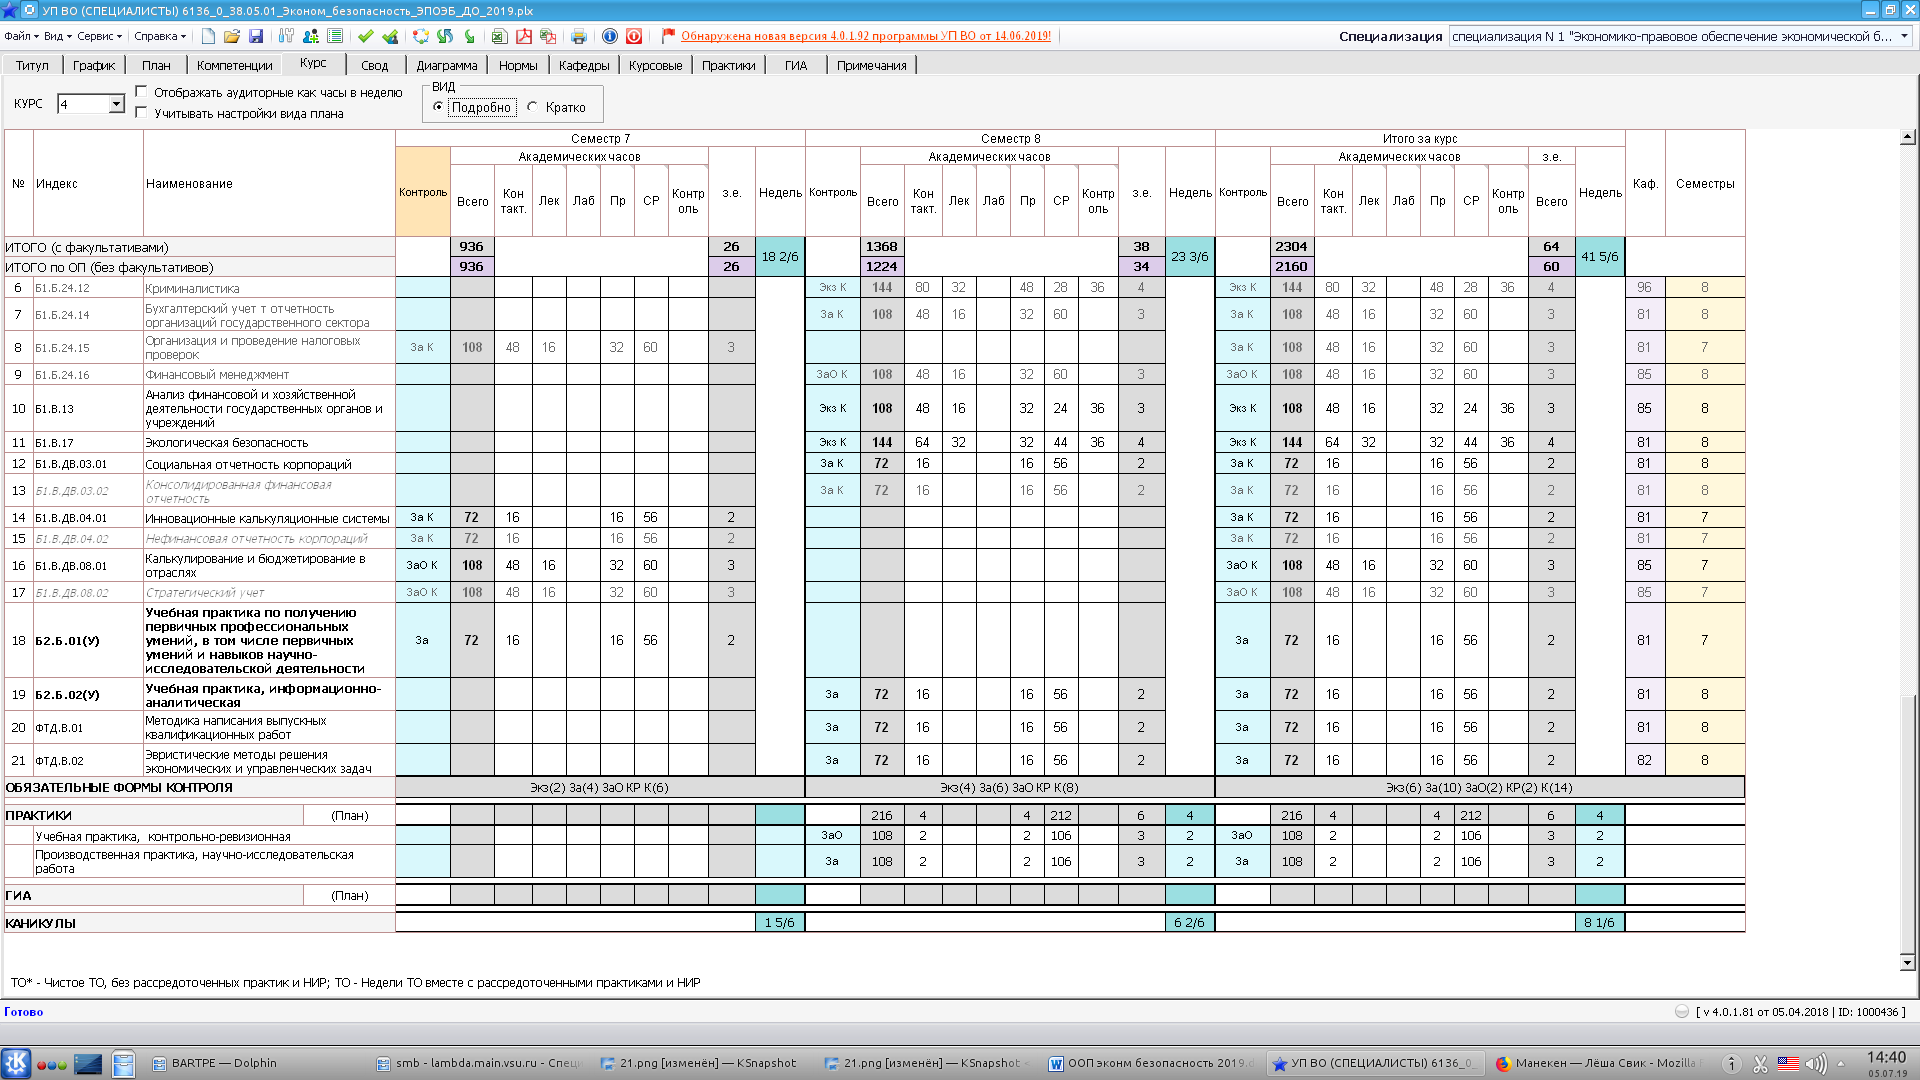 УП ВО (СПЕЦИАЛИСТЫ) 6136_0_38.05.01_Эконом_безопасность_ЭПОЭБ_ДО_2019.plx
Файл Вид Сервис Справка Обнаружена новая версия 4.0.1.92 программы УП ВО от 14.06.2019! Специализация специализация N 1 "Экономико-правовое обеспечение экономической б...
Титул График План Компетенции Курс Свод Диаграмма Нормы Кафедры Курсовые Практики ГИА Примечания
КУРС 4 Отображать аудиторные как часы в неделю
Учитывать настройки вида плана
ВИД
Подробно Кратко
Семестр 7 Семестр 8 Итого за курс
№ Индекс Наименование Контроль Академических часов з.е. Недель Контроль Академических часов з.е. Недель Контроль Академических часов з.е. Недель Каф. Семестры
Всего Кон такт. Лек Лаб Пр СР Контр оль Всего Кон такт. Лек Лаб Пр СР Контр оль Всего Кон такт. Лек Лаб Пр СР Контр оль Всего
ИТОГО (с факультативами) 936 26 18 2/6 1368 38 23 3/6 2304 64 41 5/6
ИТОГО по ОП (без факультативов) 936 26 1224 34 2160 60
6 Б1.Б.24.12 Криминалистика Экз К 144 80 32 48 28 36 4 Экз К 144 80 32 48 28 36 4 96 8
7 Б1.Б.24.14 Бухгалтерский учет т отчетность
организаций государственного сектора За К 108 48 16 32 60 3 За К 108 48 16 32 60 3 81 8
8 Б1.Б.24.15 Организация и проведение налоговых
проверок За К 108 48 16 32 60 3 За К 108 48 16 32 60 3 81 7
9 Б1.Б.24.16 Финансовый менеджмент ЗаО К 108 48 16 32 60 3 ЗаО К 108 48 16 32 60 3 85 8
10 Б1.В.13 Анализ финансовой и хозяйственной
деятельности государственных органов и
учреждений Экз К 108 48 16 32 24 36 3 Экз К 108 48 16 32 24 36 3 85 8
11 Б1.В.17 Экологическая безопасность Экз К 144 64 32 32 44 36 4 Экз К 144 64 32 32 44 36 4 81 8
12 Б1.В.ДВ.03.01 Социальная отчетность корпораций За К 72 16 16 56 2 За К 72 16 16 56 2 81 8
13 Б1.В.ДВ.03.02 Консолидированная финансовая
отчетность За К 72 16 16 56 2 За К 72 16 16 56 2 81 8
14 Б1.В.ДВ.04.01 Инновационные калькуляционные системы За К 72 16 16 56 2 За К 72 16 16 56 2 81 7
15 Б1.В.ДВ.04.02 Нефинансовая отчетность корпораций За К 72 16 16 56 2 За К 72 16 16 56 2 81 7
16 Б1.В.ДВ.08.01 Калькулирование и бюджетирование в
отраслях ЗаО К 108 48 16 32 60 3 ЗаО К 108 48 16 32 60 3 85 7
17 Б1.В.ДВ.08.02 Стратегический учет ЗаО К 108 48 16 32 60 3 ЗаО К 108 48 16 32 60 3 85 7
18 Б2.Б.01(У) Учебная практика по получению
первичных профессиональных
умений, в том числе первичных
умений и навыков научно-
исследовательской деятельности За 72 16 16 56 2 За 72 16 16 56 2 81 7
19 Б2.Б.02(У) Учебная практика, информационно-
аналитическая За 72 16 16 56 2 За 72 16 16 56 2 81 8
20 ФТД.В.01 Методика написания выпускных
квалификационных работ За 72 16 16 56 2 За 72 16 16 56 2 81 8
21 ФТД.В.02 Эвристические методы решения
экономических и управленческих задач За 72 16 16 56 2 За 72 16 16 56 2 82 8
ОБЯЗАТЕЛЬНЫЕ ФОРМЫ КОНТРОЛЯ Экз(2) За(4) ЗаО КР К(6) Экз(4) За(6) ЗаО КР К(8) Экз(6) За(10) ЗаО(2) КР(2) К(14)
ПРАКТИКИ (План) 216 4 4 212 6 4 216 4 4 212 6 4
Учебная практика, контрольно-ревизионная ЗаО 108 2 2 106 3 2 ЗаО 108 2 2 106 3 2
Производственная практика, научно-исследовательская
работа За 108 2 2 106 3 2 За 108 2 2 106 3 2
ГИА (План)
КАНИКУЛЫ 1 5/6 6 2/6 8 1/6
ТО* - Чистое ТО, без рассредоточенных практик и НИР; ТО - Недели ТО вместе с рассредоточенными практиками и НИР
Готово [ v 4.0.1.81 от 05.04.2018 | ID: 1000436 ]
BARTPE — Dolphin smb - lambda.main.vsu.ru - Спец 21.png [изменён] — KSnapshot 21.png [изменён] — KSnapshot ООП эконм безопасность 2019.d УП ВО (СПЕЦИАЛИСТЫ) 6136_0_ Манекен — Лёша Свик - Mozilla 14:40
05.07.19